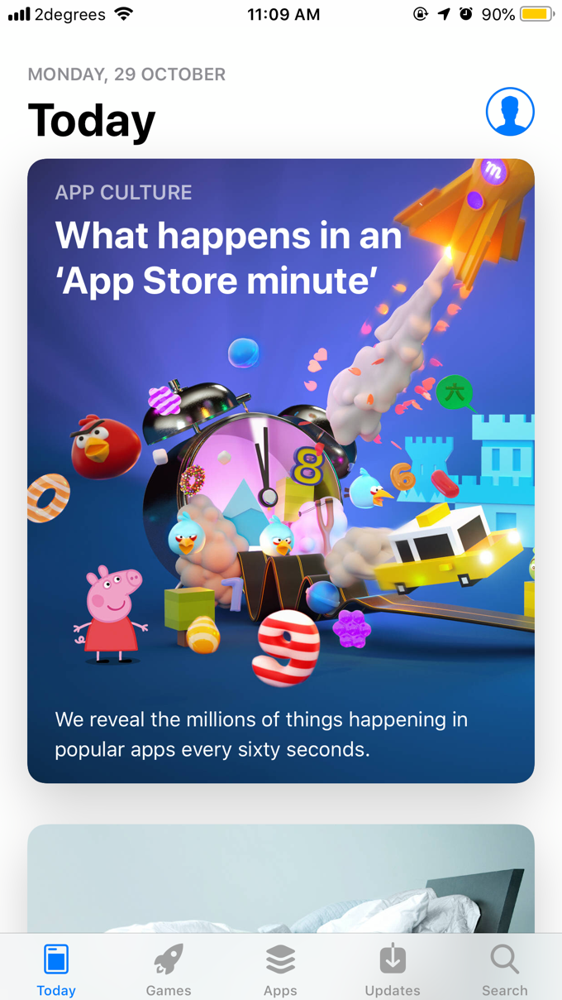 2degrees
11:09 AM
90%
MONDAY, 29 OCTOBER
Today
APP CULTURE
What happens in an
‘App Store minute’
m
8
六
6
7
9
We reveal the millions of things happening in
popular apps every sixty seconds.
Today
Games
Apps
Updates
Search